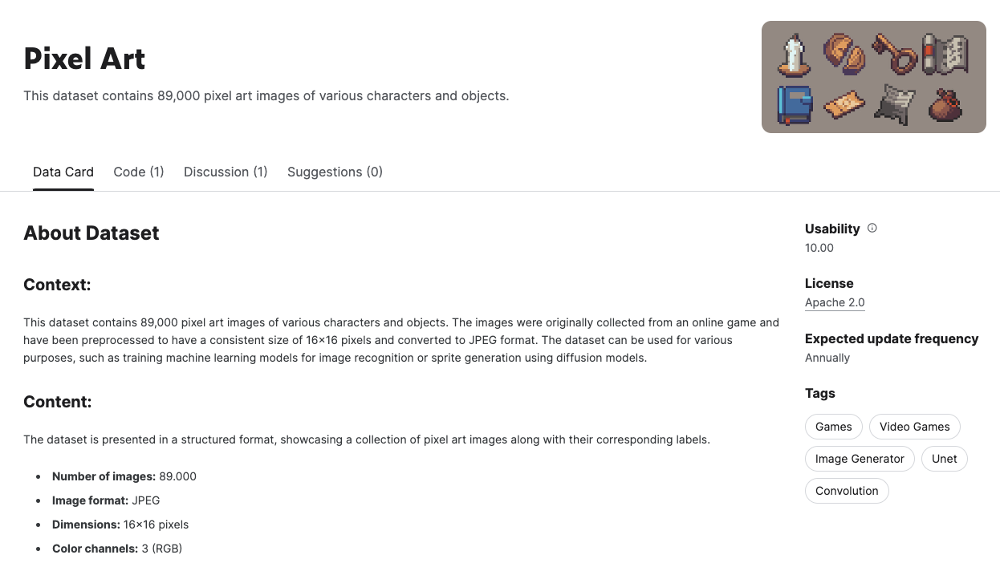 Pixel Art
This dataset contains 89,000 pixel art images of various characters and objects.
Data Card
Code (1)
Discussion (1)
Suggestions (0)
About Dataset
Context:
This dataset contains 89,000 pixel art images of various characters and objects. The images were originally collected from an online game and
have been preprocessed to have a consistent size of 16×16 pixels and converted to JPEG format. The dataset can be used for various
purposes, such as training machine learning models for image recognition or sprite generation using diffusion models.
Content:
The dataset is presented in a structured format, showcasing a collection of pixel art images along with their corresponding labels.
• Number of images: 89.000
• Image format: JPEG
• Dimensions: 16×16 pixels
• Color channels: 3 (RGB)
Usability
10.00
License
Apache 2.0
Expected update frequency
Annually
Tags
Games
Video Games
Image Generator
Unet
Convolution